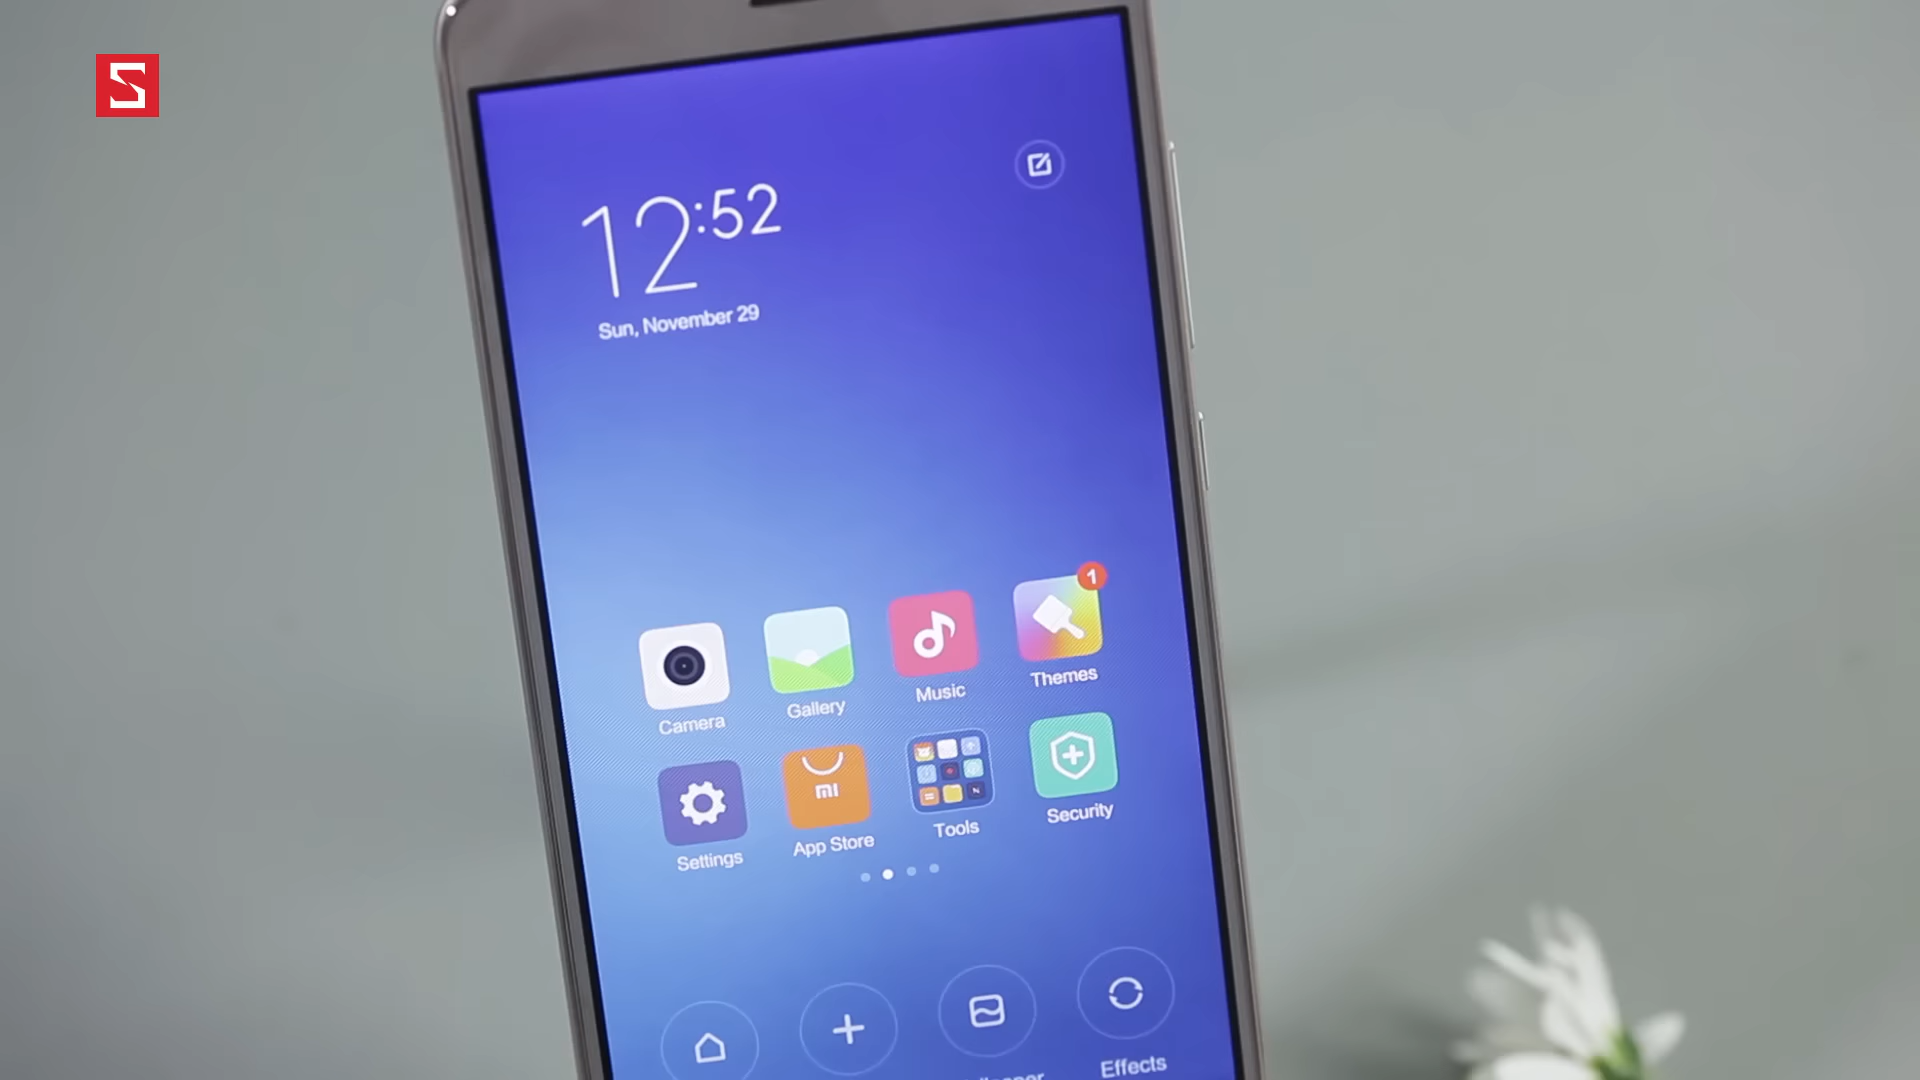 S
12:52
Sun, November 29
1
Camera
Gallery
Music
Themes
mi
Settings
App Store
Tools
Security
Effects